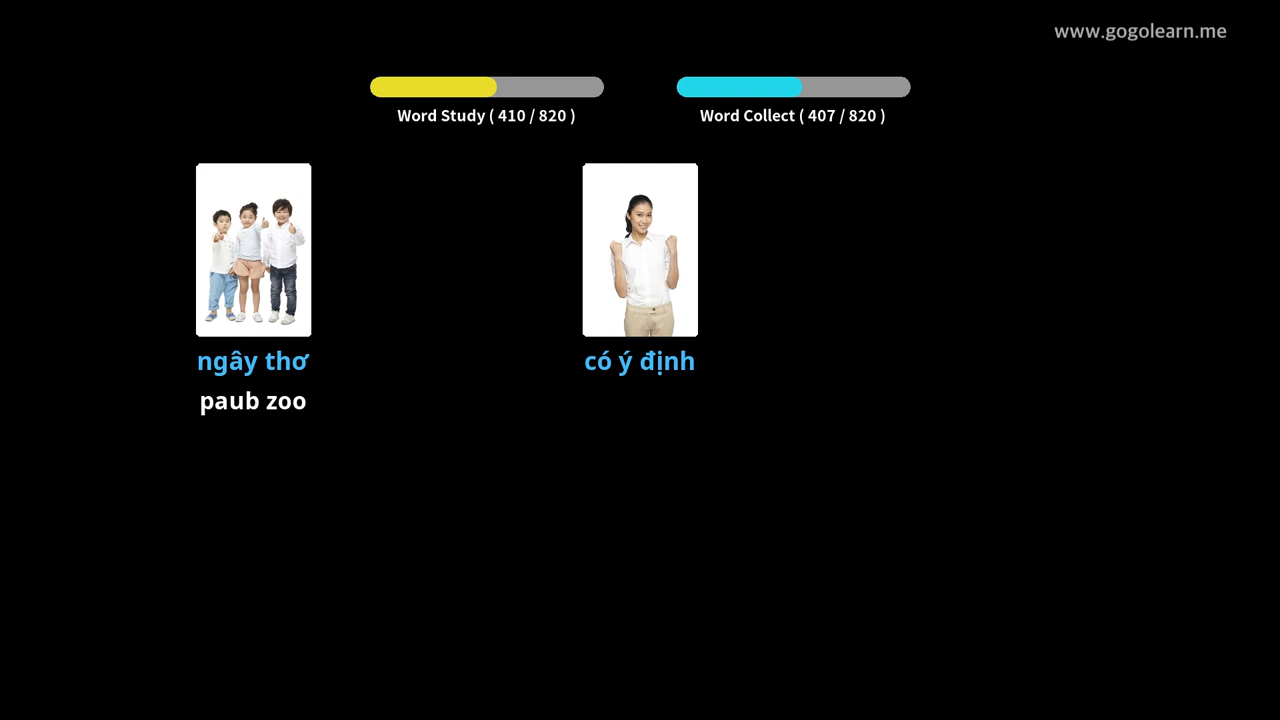 www.gogolearn.me
Word Study ( 410 / 820 )
Word Collect ( 407 / 820 )
ngây thơ
paub zoo
có ý định